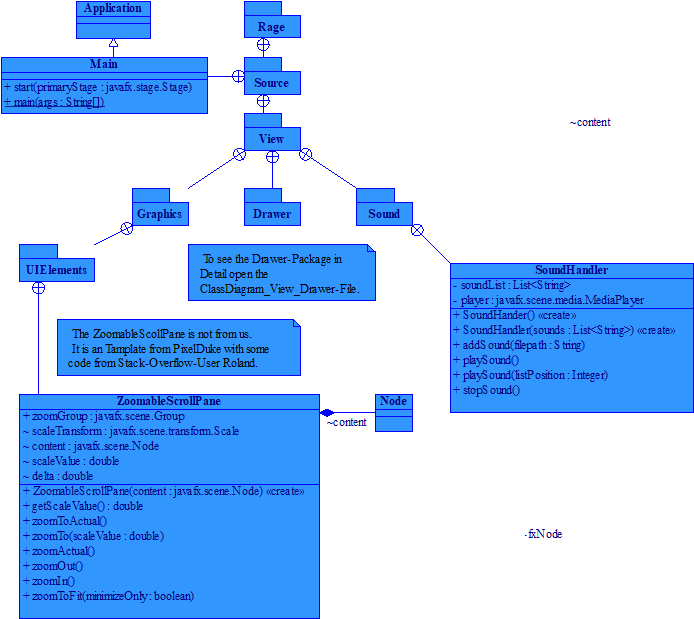 Application
Rage
Main
+ start(primaryStage : javafx.stage.Stage)
+ main(args : String[])
Source
~content
View
Graphics
Drawer
Sound
UIElements
To see the Drawer-Package in
Detail open the
ClassDiagram_View_Drawer-File.
SoundHandler
- soundList : List<String>
- player : javafx.scene.media.MediaPlayer
+ SoundHander() «create»
+ SoundHandler(sounds : List<String>) «create»
+ addSound(filepath : String)
+ playSound()
+ playSound(listPosition : Integer)
+ stopSound()
The ZoomableScollPane is not from us.
It is an Tamplate from PixelDuke with some
code from Stack-Overflow-User Roland.
ZoomableScrollPane
+ zoomGroup : javafx.scene.Group
~ scaleTransform : javafx.scene.transform.Scale
~ content : javafx.scene.Node
~ scaleValue : double
~ delta : double
+ ZoomableScrollPane(content : javafx.scene.Node) «create»
+ getScaleValue() : double
+ zoomToActual()
+ zoomTo(scaleValue : double)
+ zoomActual()
+ zoomOut()
+ zoomIn()
+ zoomToFit(minimizeOnly : boolean)
Node
~content
-fxNode